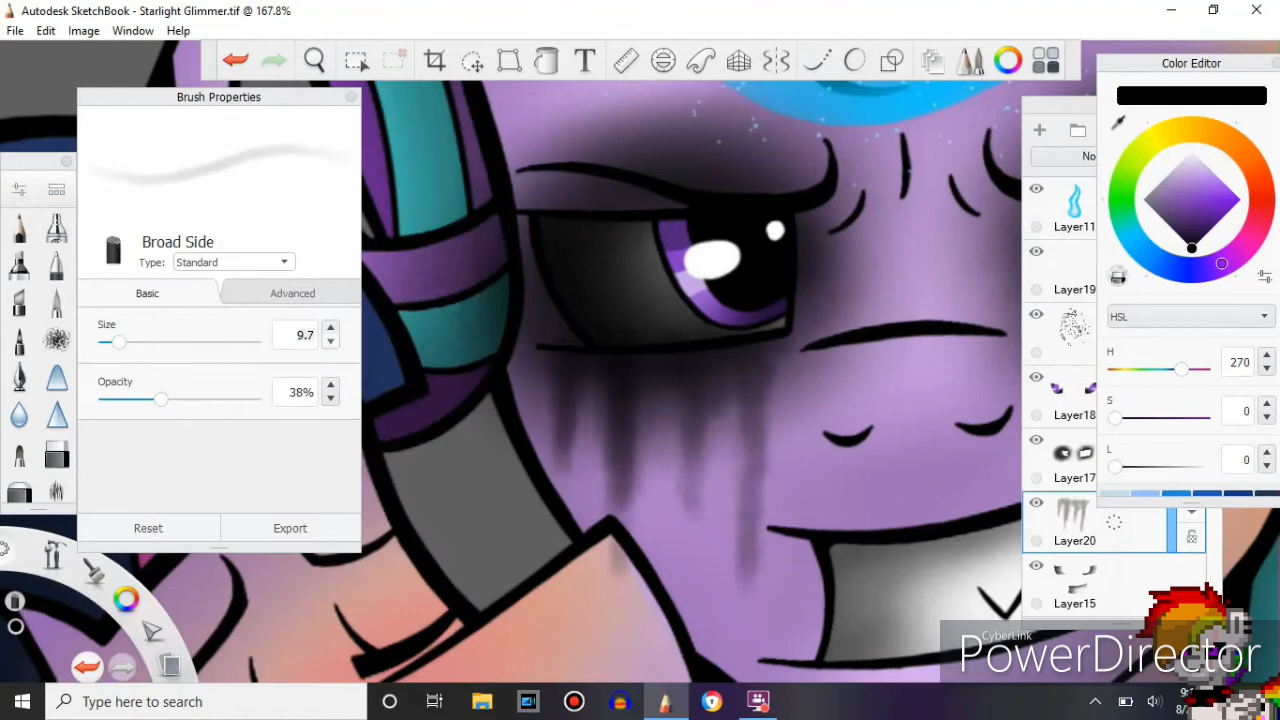 Autodesk SketchBook - Starlight Glimmer.tif @ 167.8%
File Edit Image Window Help
T
Brush Properties
Color Editor
Broad Side
Type: Standard
Basic Advanced
Size
9.7
Opacity
38%
Reset Export
No
Layer11
Layer19
Layer18
Layer17
Layer20
Layer15
HSL
H 270
S 0
L 0
CyberLink
PowerDirector
Type here to search